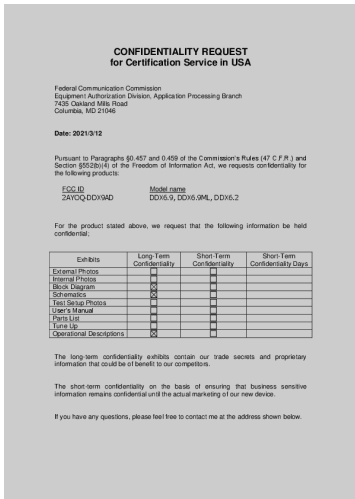 CONFIDENTIALITY REQUEST
for Certification Service in USA
Federal Communication Commission
Equipment Authorization Division, Application Processing Branch
7435 Oakland Mills Road
Columbia, MD 21046
Date: 2021/3/12
Pursuant to Paragraphs §0.457 and 0.459 of the Commission's Rules (47 C.F.R.) and
Section §552(b)(4) of the Freedom of Information Act, we requests confidentiality for
the following products:
FCC ID Model name
2AYOQ-DDX9AD DDX6.9, DDX6.9ML, DDX6.2
For the product stated above, we request that the following information be held
confidential;
Exhibits Long-Term Confidentiality Short-Term Confidentiality Short-Term Confidentiality Days
External Photos ☐ ☐
Internal Photos ☐ ☐
Block Diagram ☒ ☐
Schematics ☒ ☐
Test Setup Photos ☐ ☐
User's Manual ☐ ☐
Parts List ☐ ☐
Tune Up ☐ ☐
Operational Descriptions ☒ ☐
The long-term confidentiality exhibits contain our trade secrets and proprietary
information that could be of benefit to our competitors.
The short-term confidentiality on the basis of ensuring that business sensitive
information remains confidential until the actual marketing of our new device.
If you have any questions, please feel free to contact me at the address shown below.